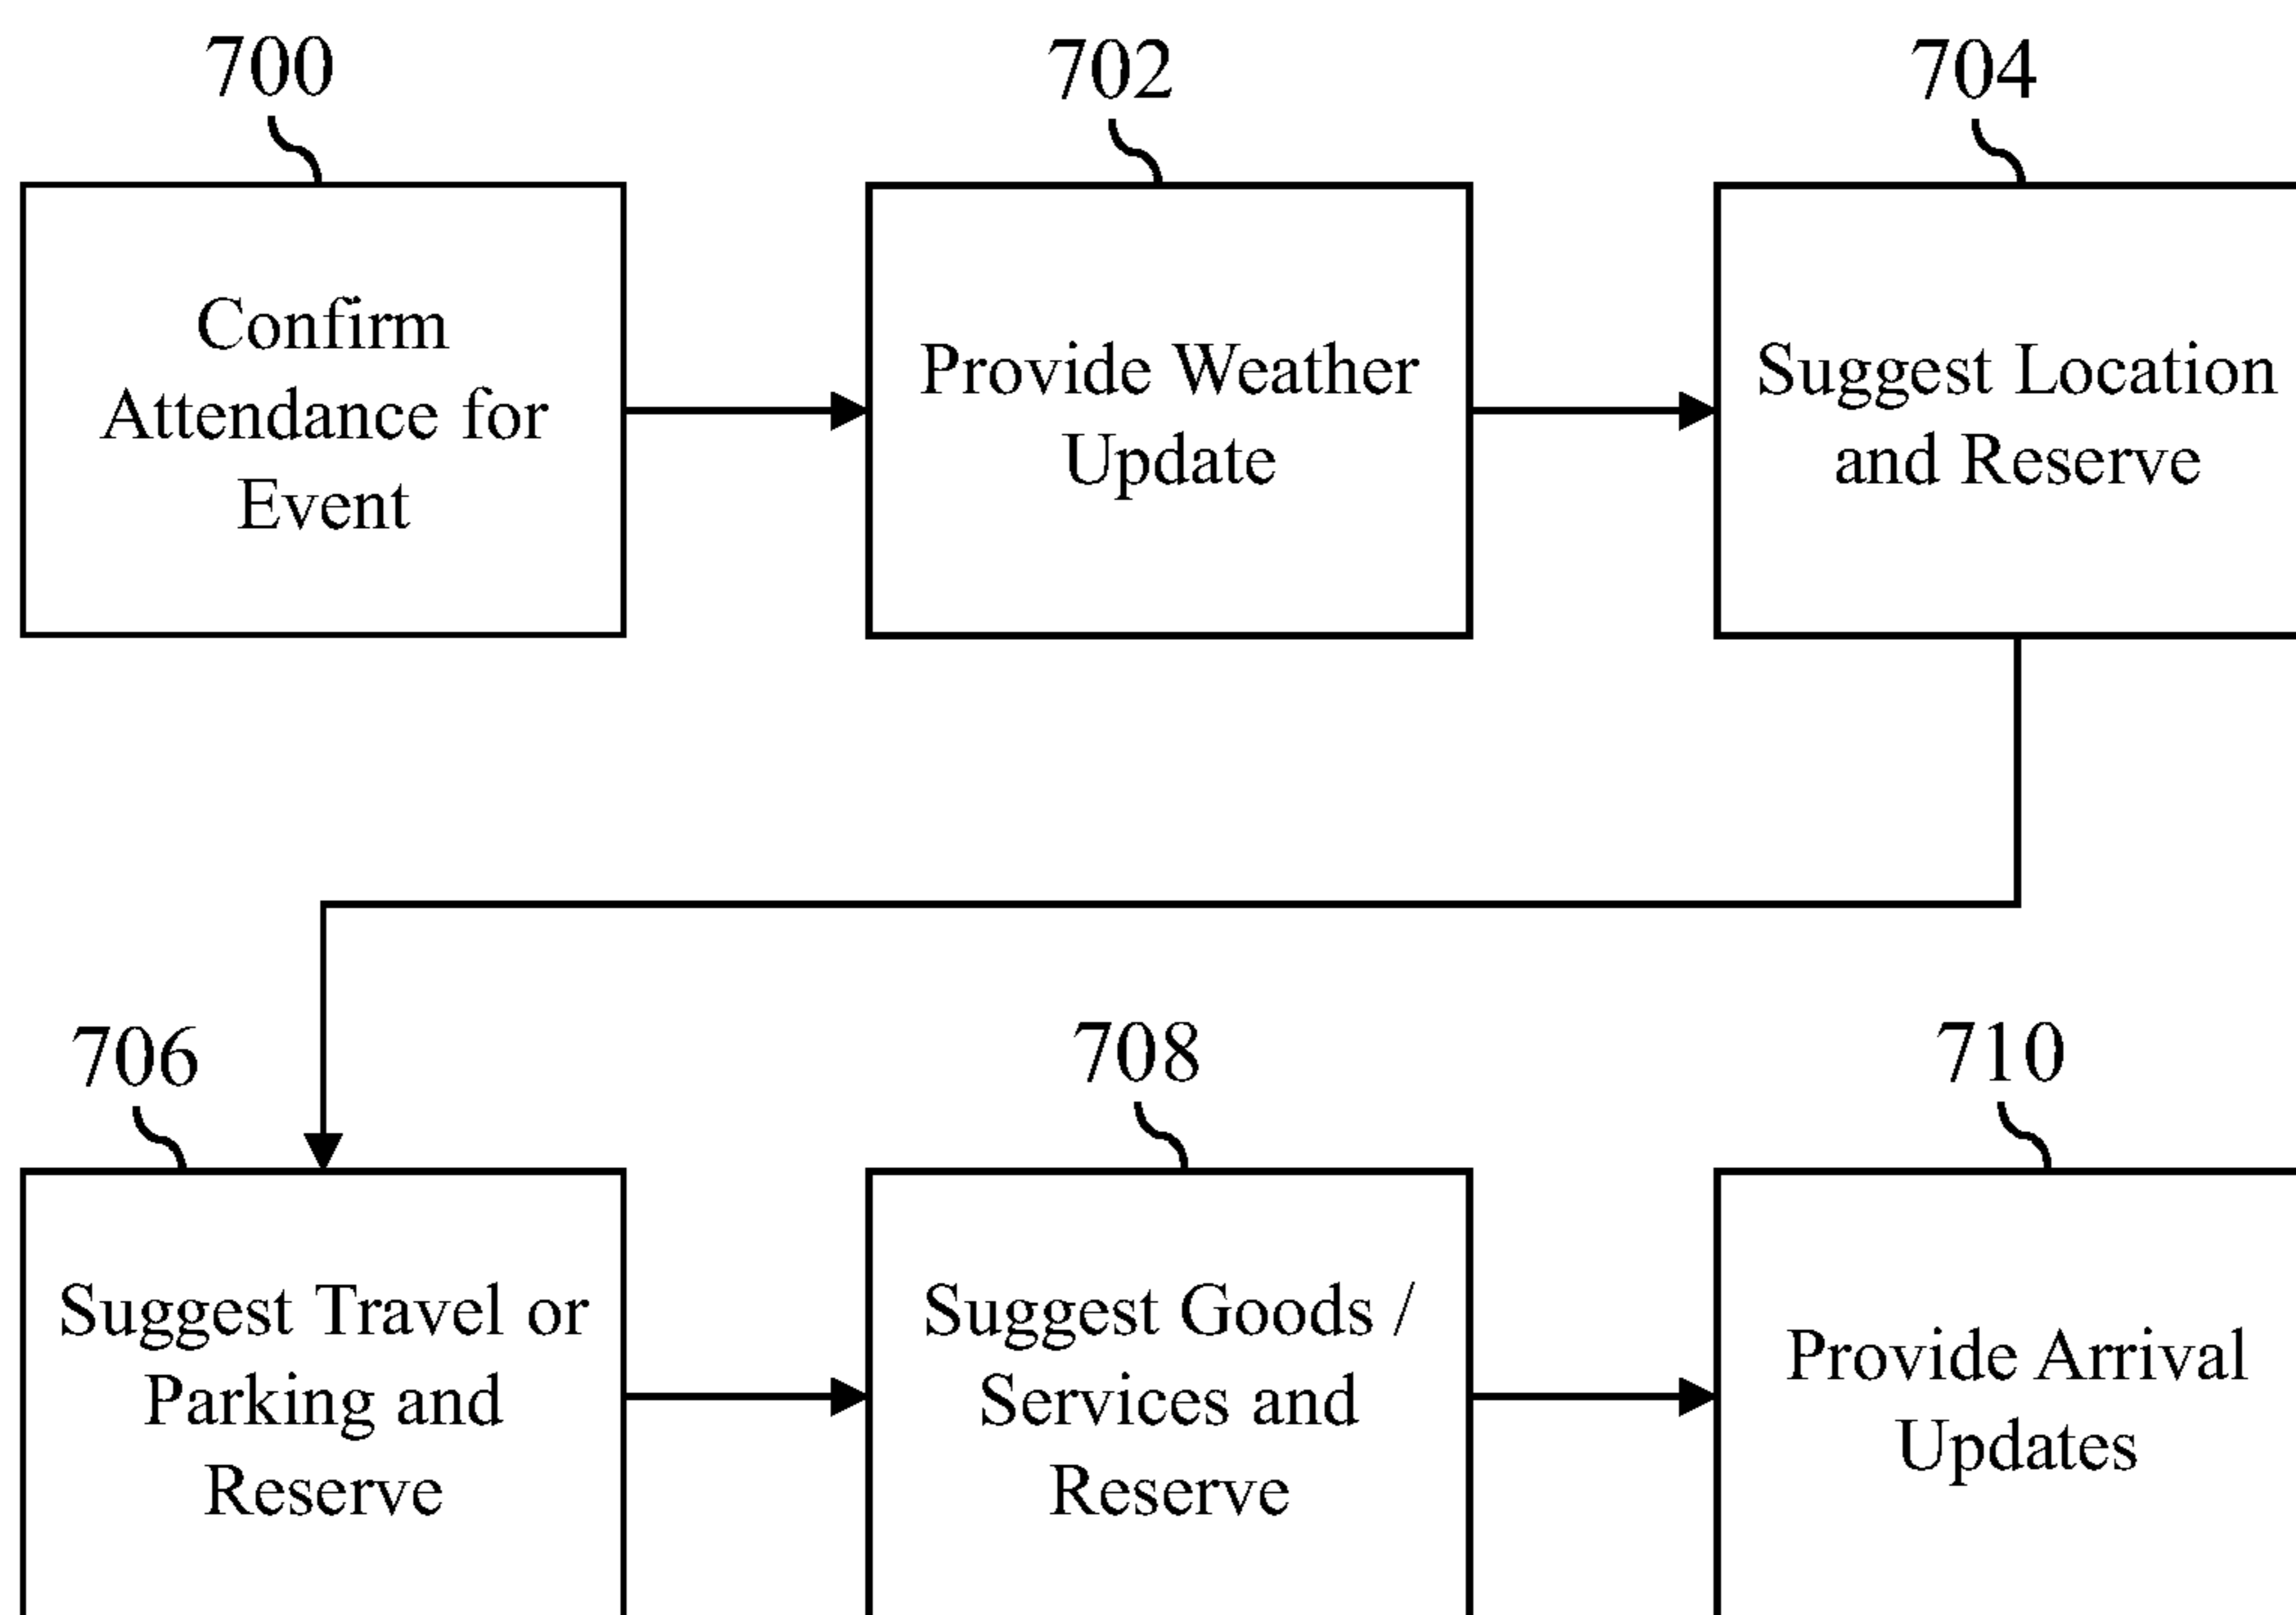 700
702
704
Confirm
Attendance for
Event
Provide Weather
Update
Suggest Location
and Reserve
706
708
710
Suggest Travel or
Parking and
Reserve
Suggest Goods /
Services and
Reserve
Provide Arrival
Updates